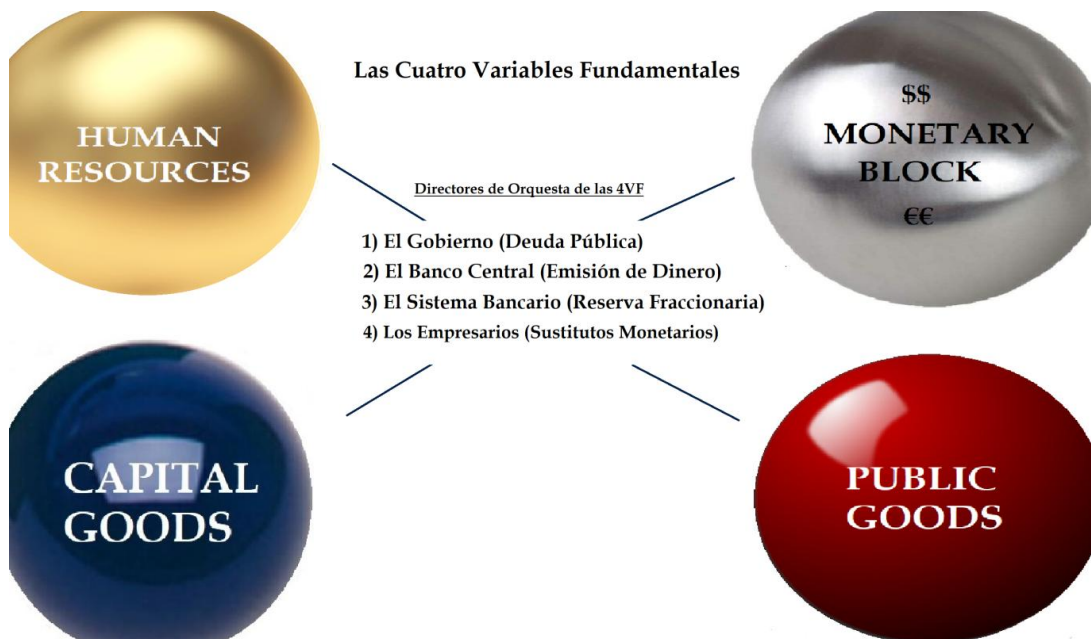 Las Cuatro Variables Fundamentales
HUMAN
RESOURCES
$$
MONETARY
BLOCK
€€
Directores de Orquesta de las 4VF
1) El Gobierno (Deuda Pública)
2) El Banco Central (Emisión de Dinero)
3) El Sistema Bancario (Reserva Fraccionaria)
4) Los Empresarios (Sustitutos Monetarios)
CAPITAL
GOODS
PUBLIC
GOODS